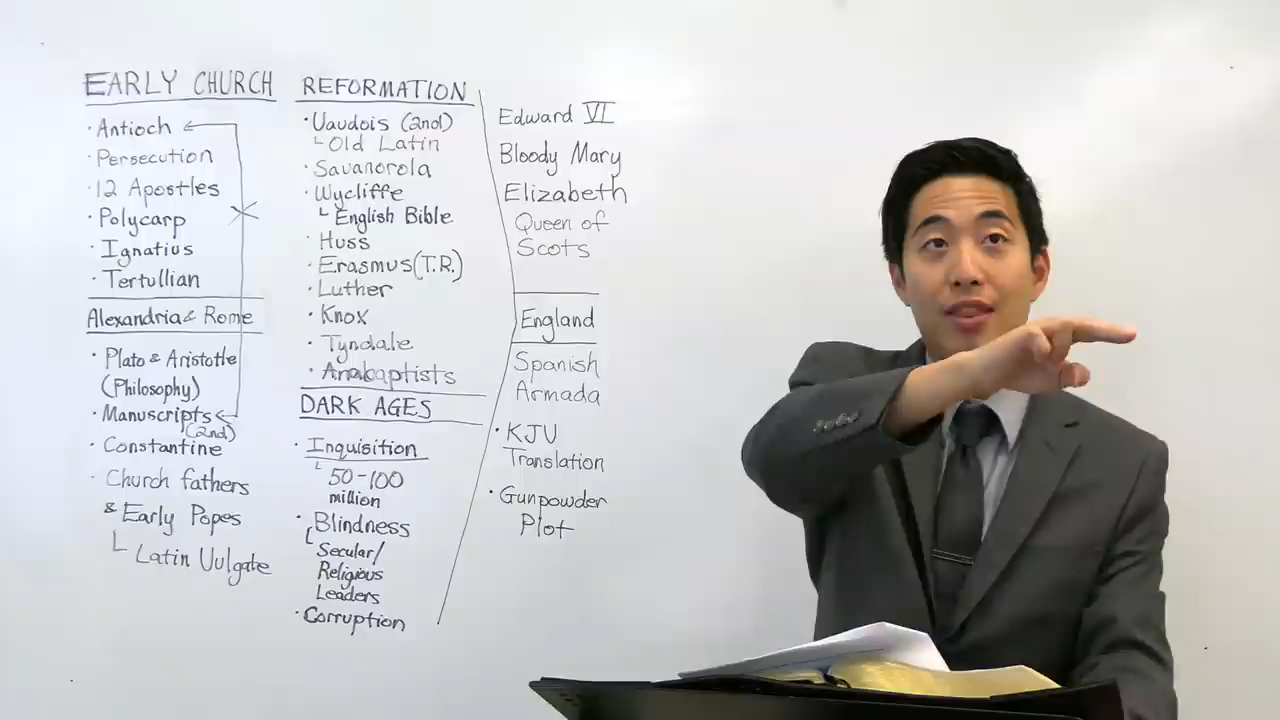 EARLY CHURCH
· Antioch
· Persecution
· 12 Apostles
· Polycarp
· Ignatius
· Tertullian
Alexandria & Rome
· Plato & Aristotle
(Philosophy)
· Manuscripts
(2nd)
· Constantine
· Church fathers
& Early Popes
└ Latin Vulgate
REFORMATION
· Vaudois (2nd)
└ Old Latin
· Savanorola
· Wycliffe
└ English Bible
· Huss
· Erasmus (T.R.)
· Luther
· Knox
· Tyndale
· Anabaptists
DARK AGES
· Inquisition
└ 50-100
million
· Blindness
└ Secular/
Religious
Leaders
· Corruption
Edward VI
Bloody Mary
Elizabeth
Queen of
Scots
England
Spanish
Armada
· KJV
Translation
· Gunpowder
Plot